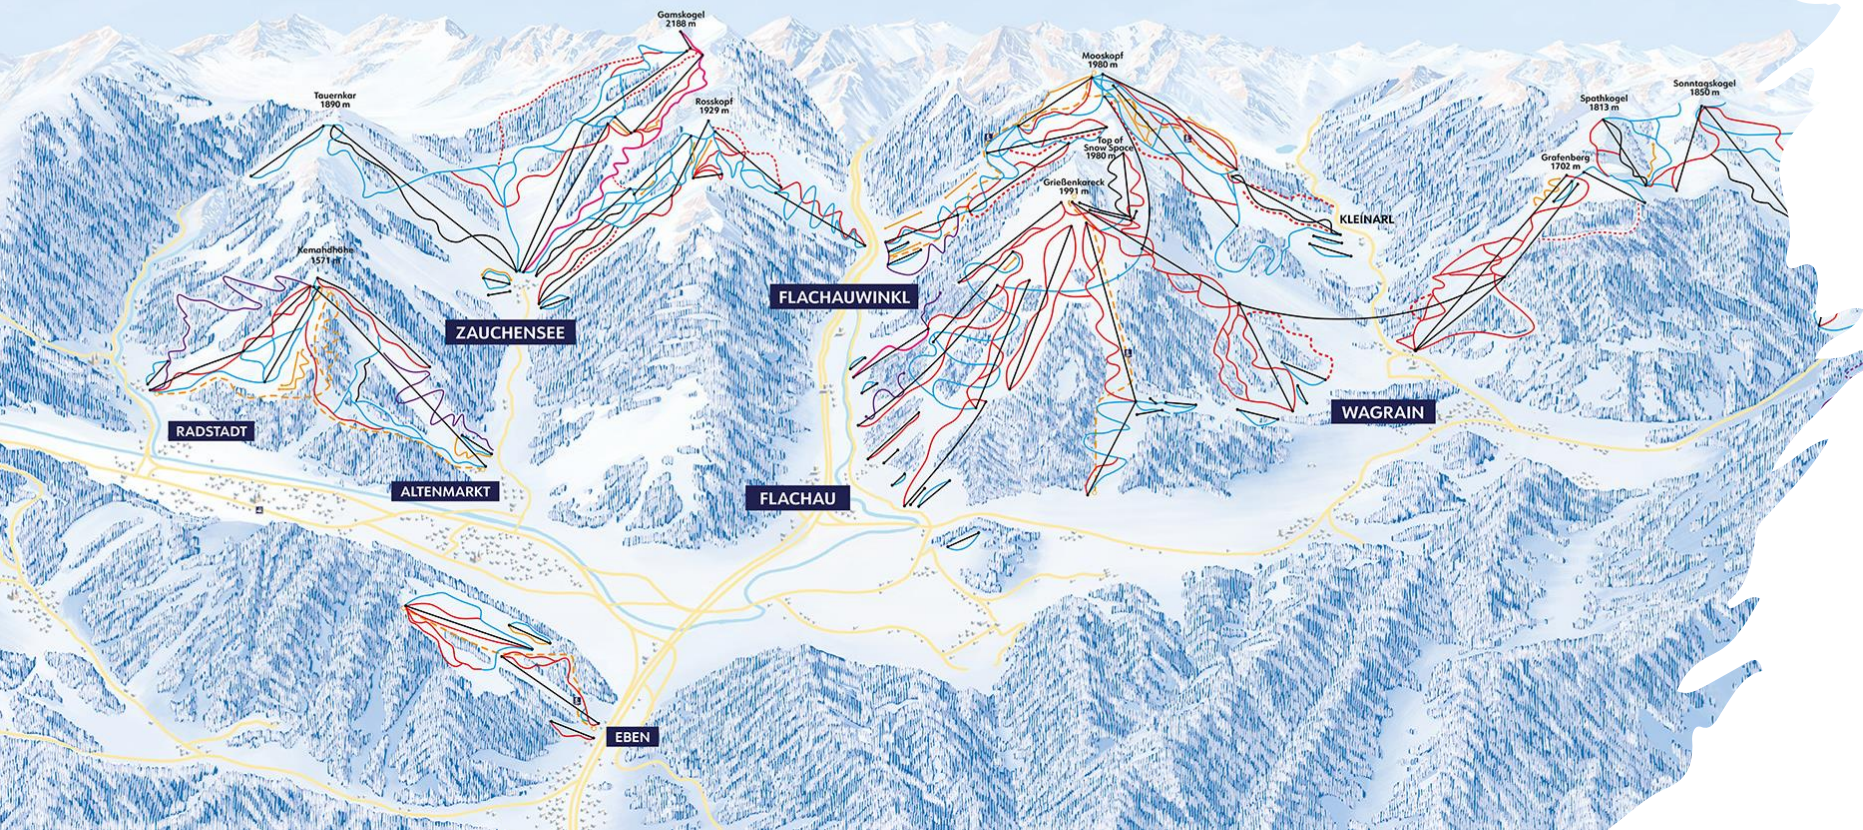 Gamskogel
2188 m
Tauernkar
1890 m
Rosskopf
1929 m
Mooskopf
1980 m
Top of
Snow Space
1980 m
Grießenkareck
1991 m
Sonntagskogel
1850 m
Spathkogel
1813 m
Grafenberg
1702 m
KLEINARL
Kemahdhöhe
1571 m
FLACHAUWINKL
ZAUCHENSEE
WAGRAIN
RADSTADT
ALTENMARKT
FLACHAU
EBEN